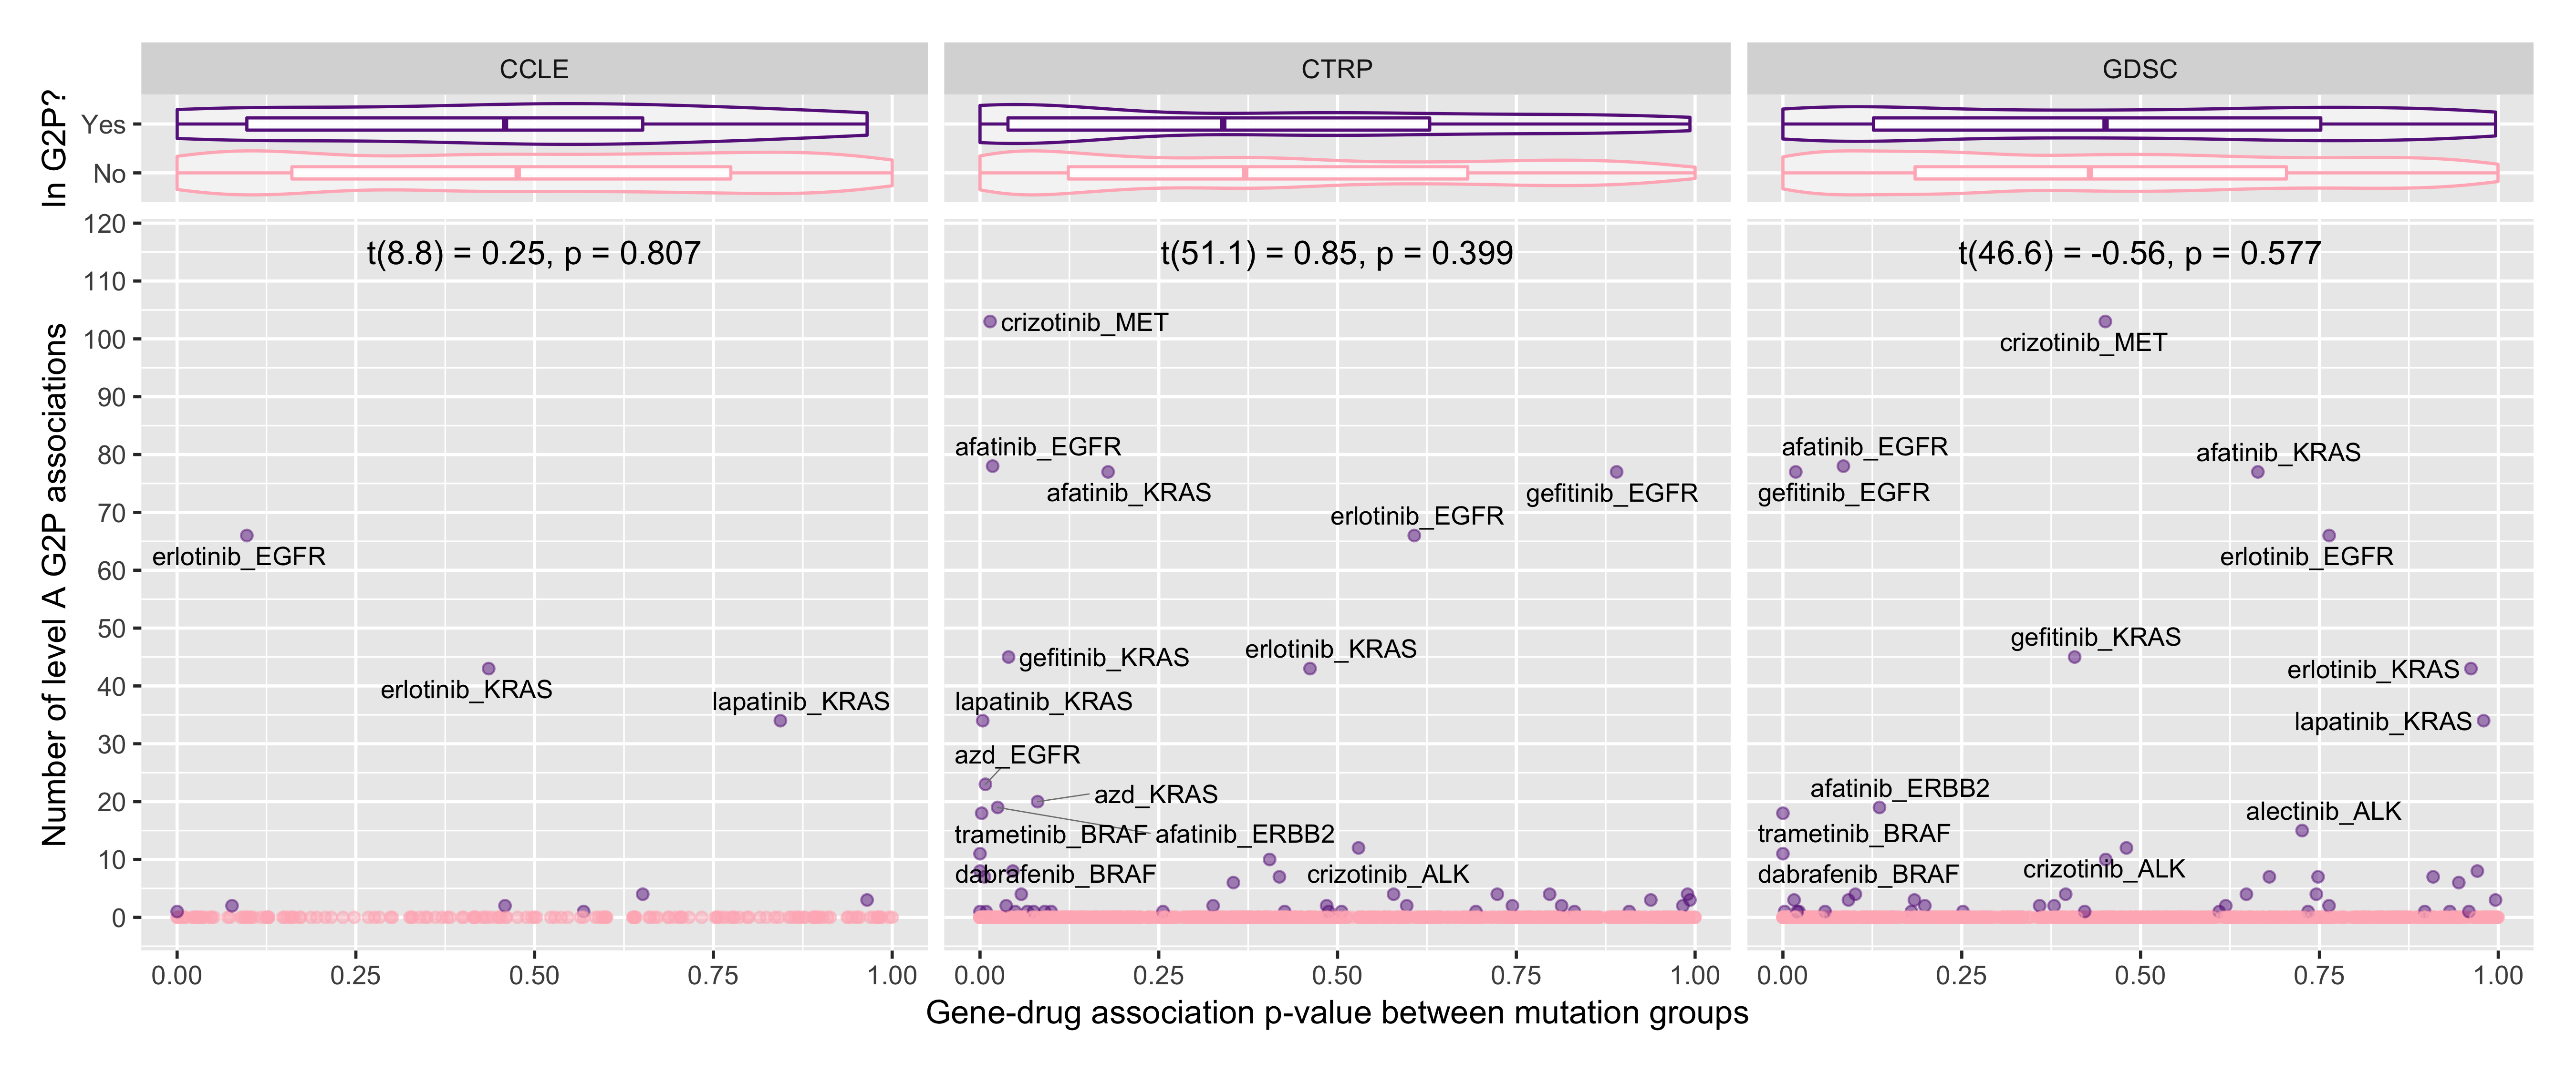 CCLE
CTRP
GDSC
In G2P?
Yes
No
Number of level A G2P associations
120
110
100
90
80
70
60
50
40
30
20
10
0
t(8.8) = 0.25, p = 0.807
erlotinib_EGFR
erlotinib_KRAS
lapatinib_KRAS
t(51.1) = 0.85, p = 0.399
crizotinib_MET
afatinib_EGFR
afatinib_KRAS
gefitinib_EGFR
erlotinib_EGFR
gefitinib_KRAS
erlotinib_KRAS
lapatinib_KRAS
azd_EGFR
azd_KRAS
trametinib_BRAF
afatinib_ERBB2
dabrafenib_BRAF
crizotinib_ALK
t(46.6) = -0.56, p = 0.577
crizotinib_MET
afatinib_EGFR
afatinib_KRAS
gefitinib_EGFR
erlotinib_EGFR
gefitinib_KRAS
erlotinib_KRAS
lapatinib_KRAS
afatinib_ERBB2
alectinib_ALK
trametinib_BRAF
crizotinib_ALK
dabrafenib_BRAF
0.00 0.25 0.50 0.75 1.00
0.00 0.25 0.50 0.75 1.00
0.00 0.25 0.50 0.75 1.00
Gene-drug association p-value between mutation groups